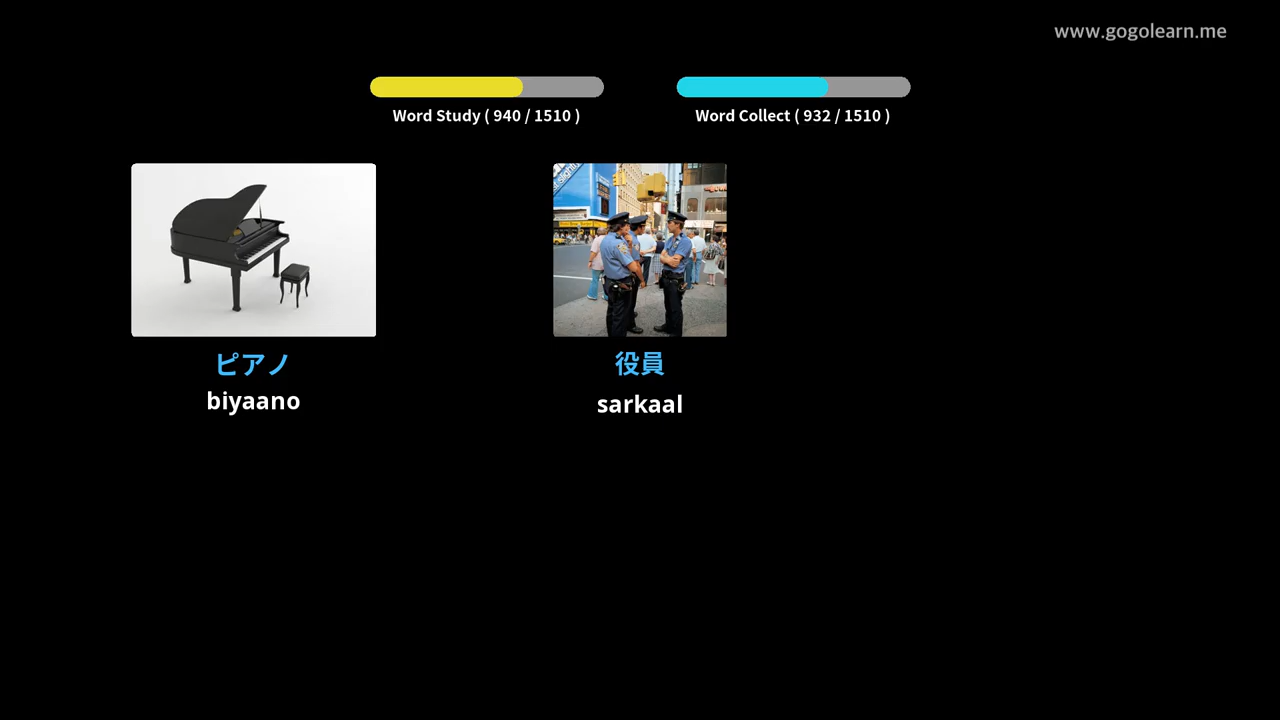 www.gogolearn.me
Word Study ( 940 / 1510 )
Word Collect ( 932 / 1510 )
ピアノ
biyaano
役員
sarkaal